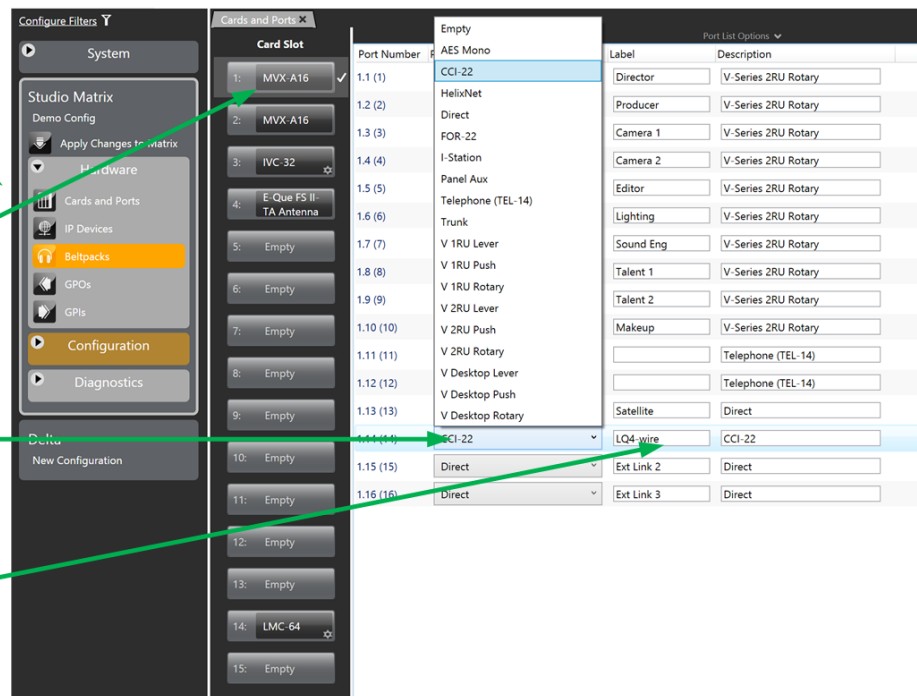 Configure Filters
System
Studio Matrix
Demo Config
Apply Changes to Matrix
Hardware
Cards and Ports
IP Devices
Beltpacks
GPOs
GPIs
Configuration
Diagnostics
Delta
New Configuration
Cards and Ports ×
Card Slot
1: MVX-A16
2: MVX-A16
3: IVC-32
4: E-Que FS II-
TA Antenna
5: Empty
6: Empty
7: Empty
8: Empty
9: Empty
10: Empty
11: Empty
12: Empty
13: Empty
14: LMC-64
15: Empty
Port List Options
Port Number Label Description
Empty
AES Mono
CCI-22
HelixNet
Direct
FOR-22
I-Station
Panel Aux
Telephone (TEL-14)
Trunk
V 1RU Lever
V 1RU Push
V 1RU Rotary
V 2RU Lever
V 2RU Push
V 2RU Rotary
V Desktop Lever
V Desktop Push
V Desktop Rotary
1.1 (1) Director V-Series 2RU Rotary
1.2 (2) Producer V-Series 2RU Rotary
1.3 (3) Camera 1 V-Series 2RU Rotary
1.4 (4) Camera 2 V-Series 2RU Rotary
1.5 (5) Editor V-Series 2RU Rotary
1.6 (6) Lighting V-Series 2RU Rotary
1.7 (7) Sound Eng V-Series 2RU Rotary
1.8 (8) Talent 1 V-Series 2RU Rotary
1.9 (9) Talent 2 V-Series 2RU Rotary
1.10 (10) Makeup V-Series 2RU Rotary
1.11 (11) Telephone (TEL-14)
1.12 (12) Telephone (TEL-14)
1.13 (13) Satellite Direct
1.14 (14) CCI-22 LQ4-wire CCI-22
1.15 (15) Direct Ext Link 2 Direct
1.16 (16) Direct Ext Link 3 Direct